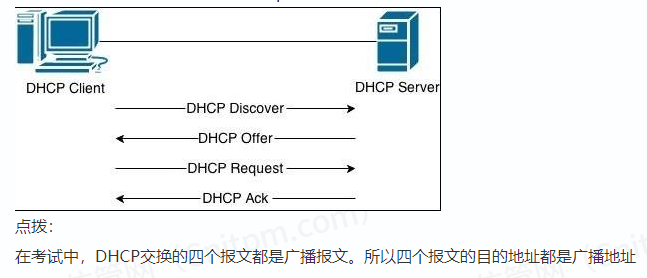 DHCP Client
DHCP Server
DHCP Discover
DHCP Offer
DHCP Request
DHCP Ack
点拨：
在考试中，DHCP交换的四个报文都是广播报文。所以四个报文的目的地址都是广播地址